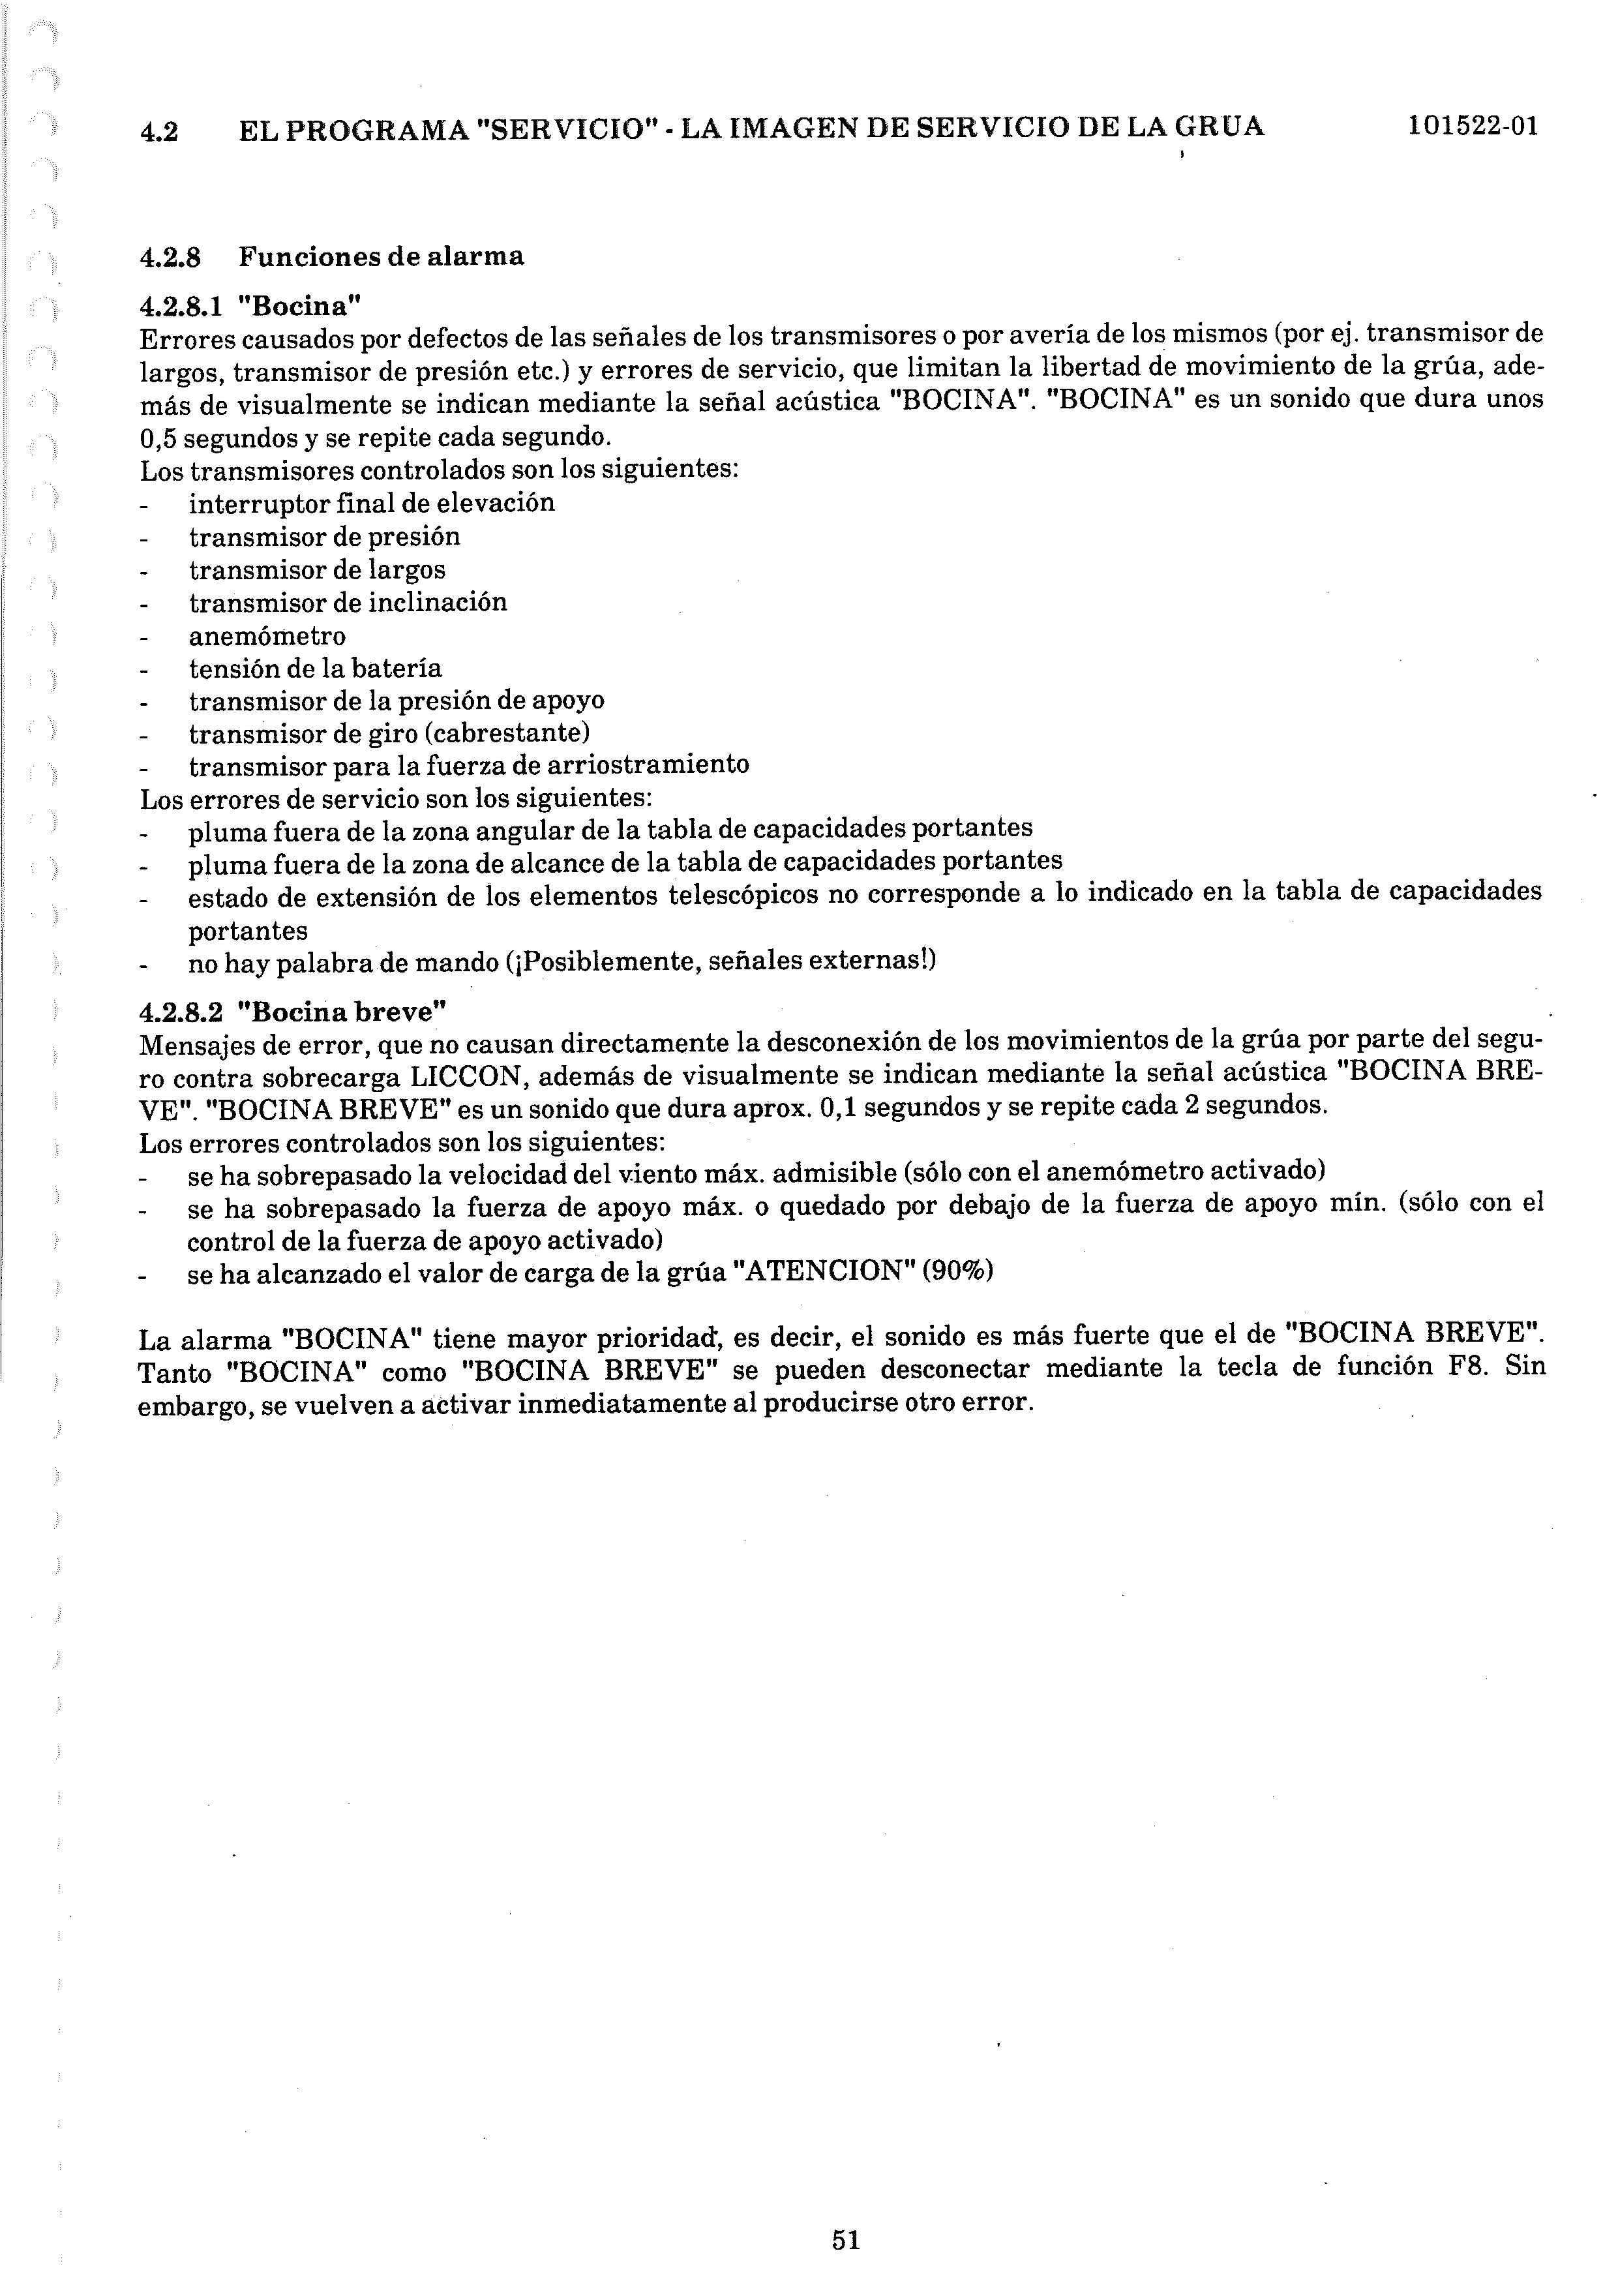 4.2 EL PROGRAMA "SERVICIO" - LA IMAGEN DE SERVICIO DE LA GRUA 101522-01
4.2.8 Funciones de alarma
4.2.8.1 "Bocina"
Errores causados por defectos de las señales de los transmisores o por avería de los mismos (por ej. transmisor de
largos, transmisor de presión etc.) y errores de servicio, que limitan la libertad de movimiento de la grúa, ade-
más de visualmente se indican mediante la señal acústica "BOCINA". "BOCINA" es un sonido que dura unos
0,5 segundos y se repite cada segundo.
Los transmisores controlados son los siguientes:
- interruptor final de elevación
- transmisor de presión
- transmisor de largos
- transmisor de inclinación
- anemómetro
- tensión de la batería
- transmisor de la presión de apoyo
- transmisor de giro (cabrestante)
- transmisor para la fuerza de arriostramiento
Los errores de servicio son los siguientes:
- pluma fuera de la zona angular de la tabla de capacidades portantes
- pluma fuera de la zona de alcance de la tabla de capacidades portantes
- estado de extensión de los elementos telescópicos no corresponde a lo indicado en la tabla de capacidades
portantes
- no hay palabra de mando (¡Posiblemente, señales externas!)
4.2.8.2 "Bocina breve"
Mensajes de error, que no causan directamente la desconexión de los movimientos de la grúa por parte del segu-
ro contra sobrecarga LICCON, además de visualmente se indican mediante la señal acústica "BOCINA BRE-
VE". "BOCINA BREVE" es un sonido que dura aprox. 0,1 segundos y se repite cada 2 segundos.
Los errores controlados son los siguientes:
- se ha sobrepasado la velocidad del viento máx. admisible (sólo con el anemómetro activado)
- se ha sobrepasado la fuerza de apoyo máx. o quedado por debajo de la fuerza de apoyo mín. (sólo con el
control de la fuerza de apoyo activado)
- se ha alcanzado el valor de carga de la grúa "ATENCION" (90%)
La alarma "BOCINA" tiene mayor prioridad, es decir, el sonido es más fuerte que el de "BOCINA BREVE".
Tanto "BOCINA" como "BOCINA BREVE" se pueden desconectar mediante la tecla de función F8. Sin
embargo, se vuelven a activar inmediatamente al producirse otro error.
51